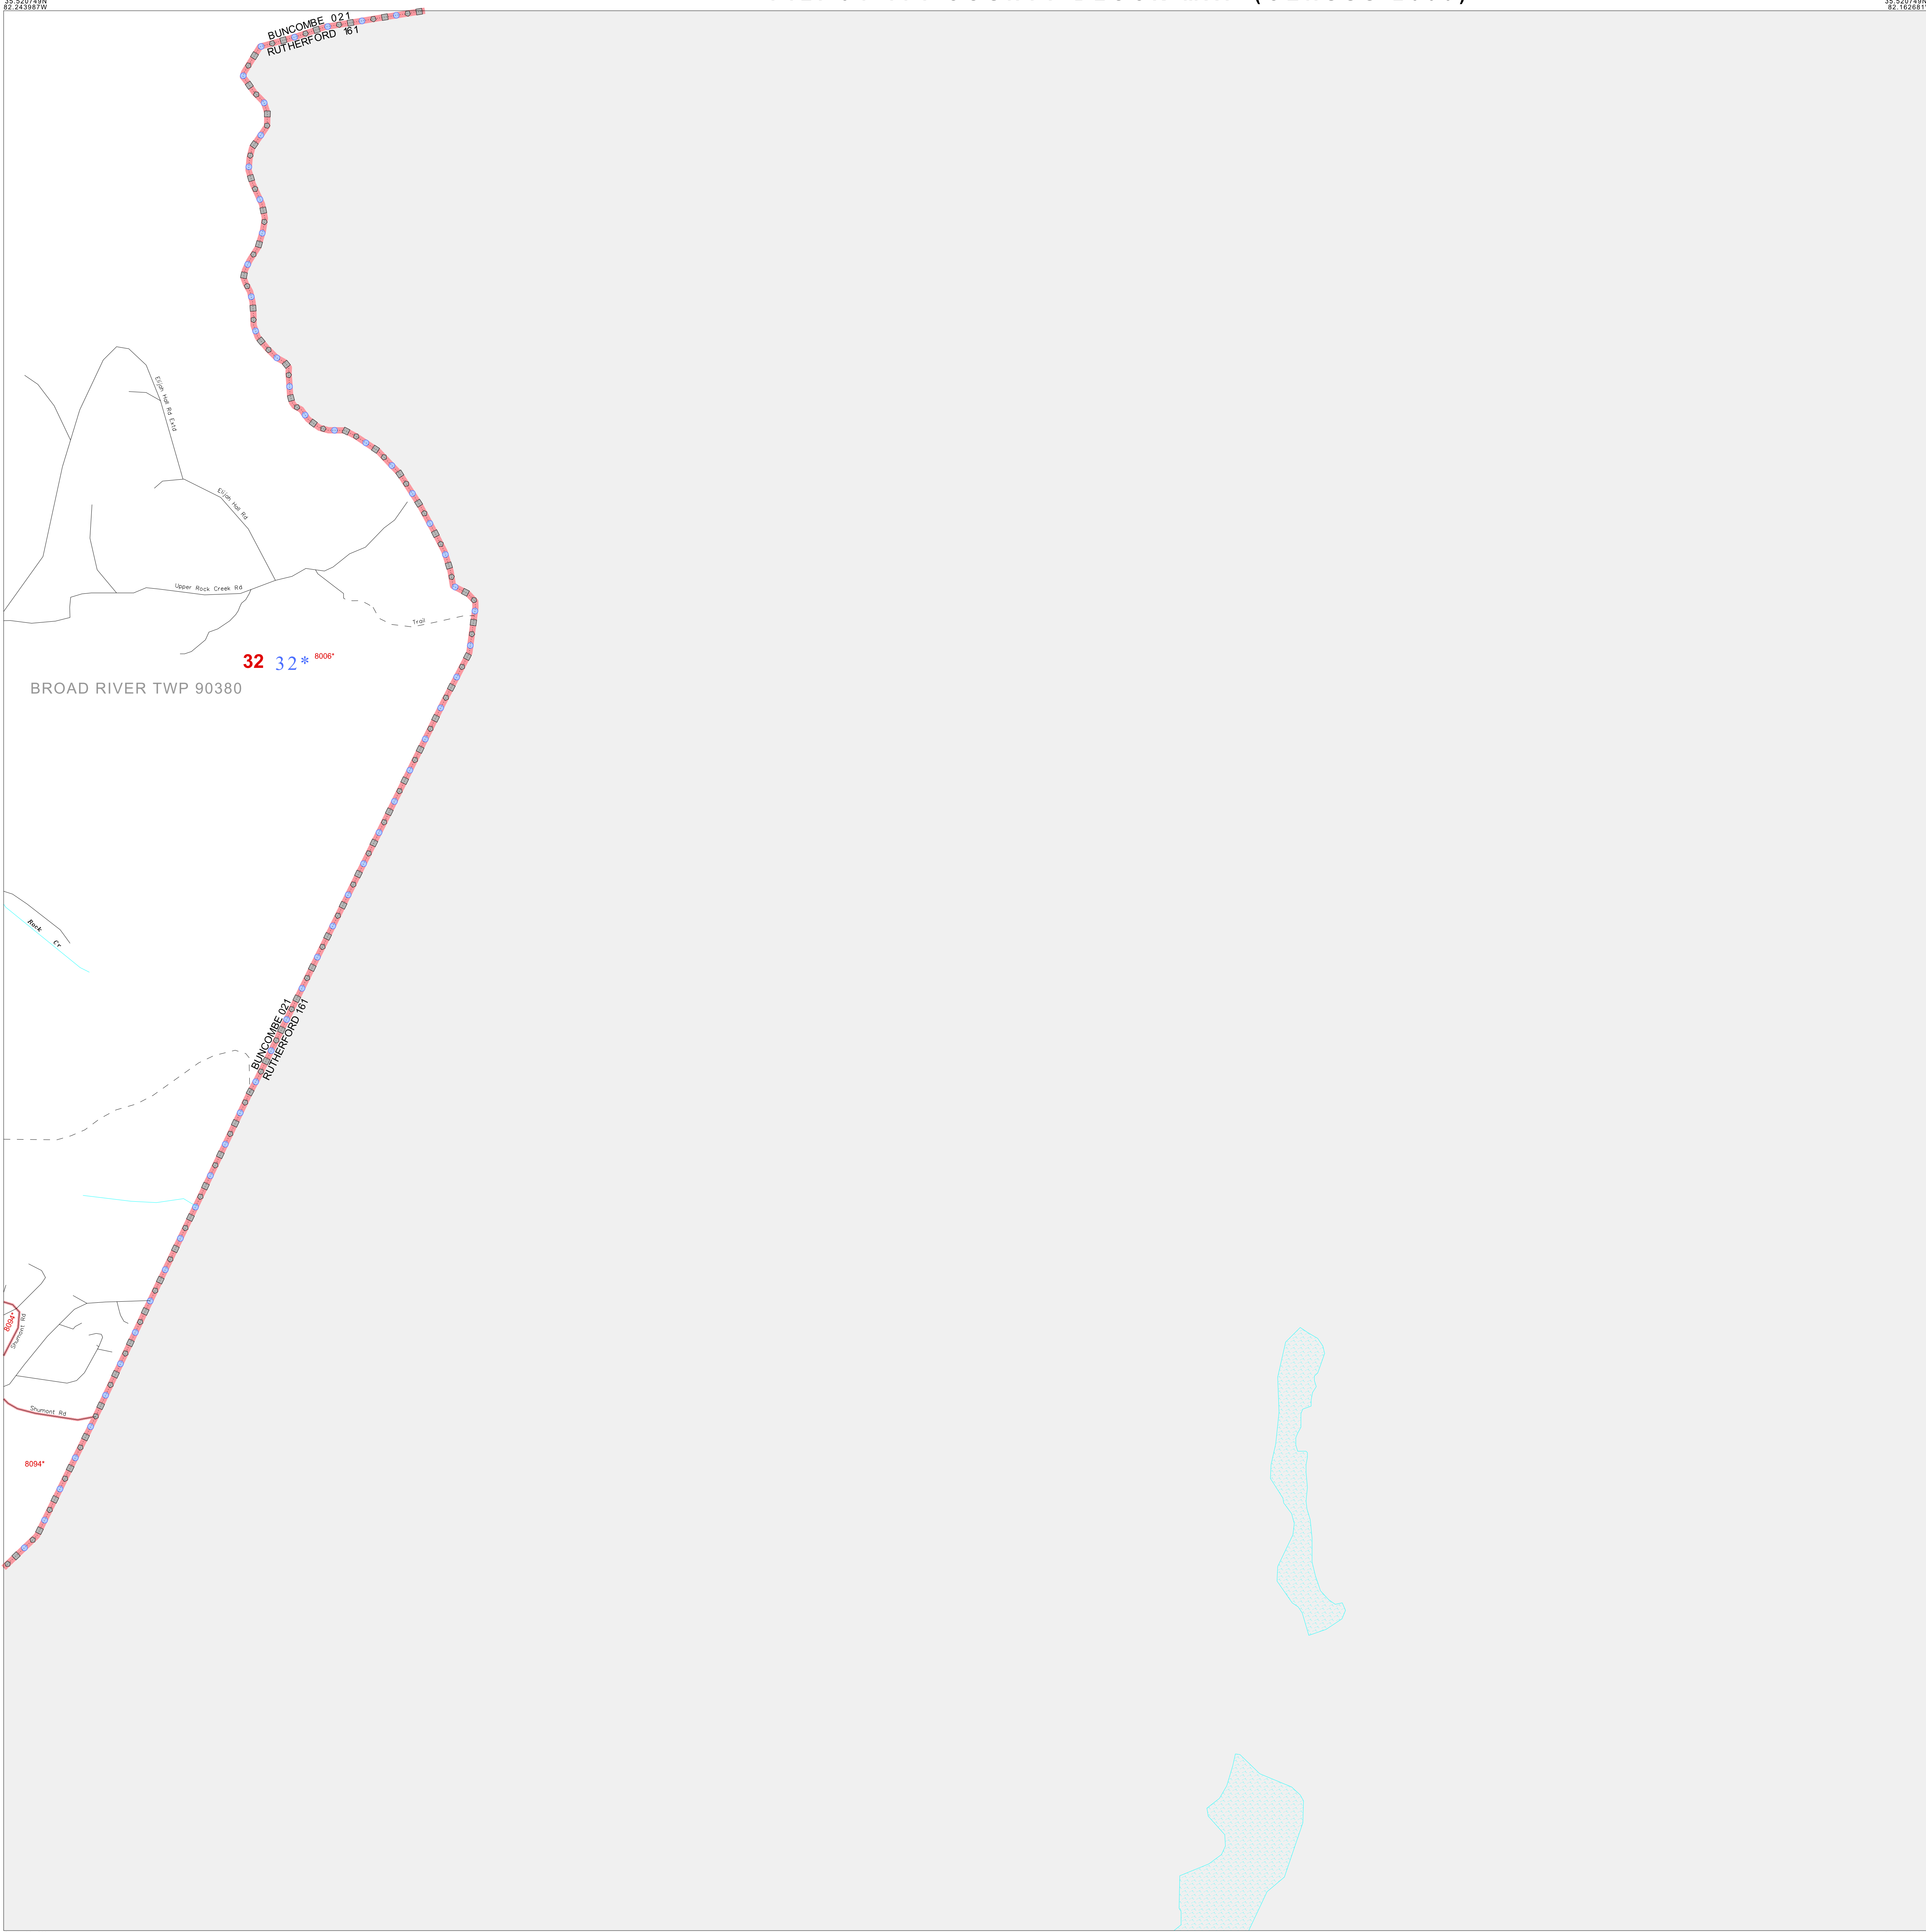 35.520749N
82.243987W
35.520749N
82.162681W
BUNCOMBE 021
RUTHERFORD 161
Elijah Hall Rd Extd
Elijah Hall Rd
Upper Rock Creek Rd
Trail
32 32* 8006*
BROAD RIVER TWP 90380
Rock Cr
BUNCOMBE 021
RUTHERFORD 161
8094*
Shumont Rd
Shumont Rd
8094*